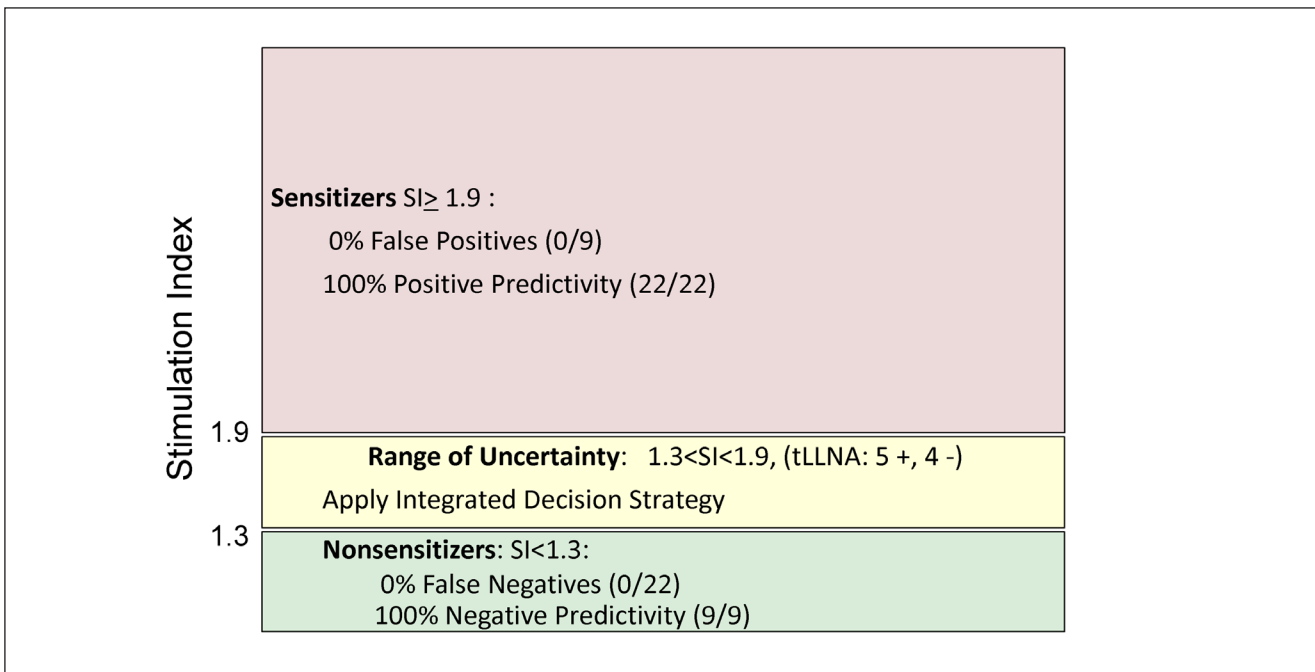 Stimulation Index
Sensitizers SI≥ 1.9 :
0% False Positives (0/9)
100% Positive Predictivity (22/22)
1.9
Range of Uncertainty: 1.3<SI<1.9, (tLLNA: 5 +, 4 -)
Apply Integrated Decision Strategy
1.3
Nonsensitizers: SI<1.3:
0% False Negatives (0/22)
100% Negative Predictivity (9/9)